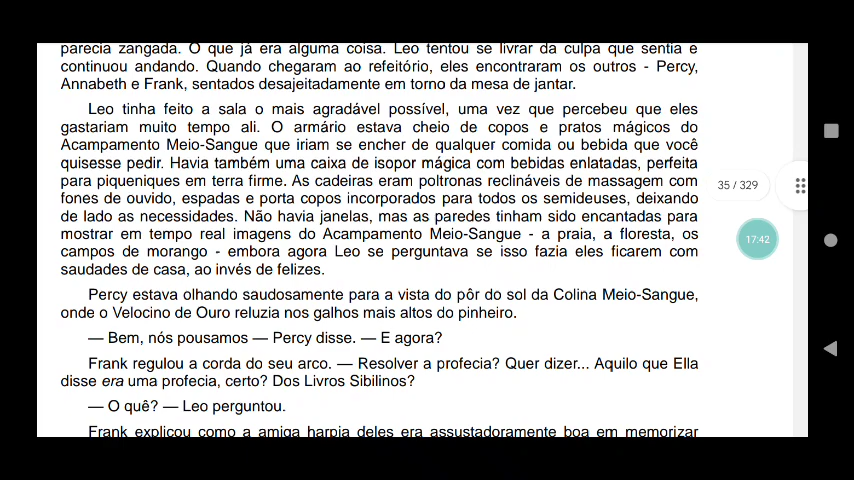 parecia zangada. O que já era alguma coisa. Leo tentou se livrar da culpa que sentia e
continuou andando. Quando chegaram ao refeitório, eles encontraram os outros - Percy,
Annabeth e Frank, sentados desajeitadamente em torno da mesa de jantar.
Leo tinha feito a sala o mais agradável possível, uma vez que percebeu que eles
gastariam muito tempo ali. O armário estava cheio de copos e pratos mágicos do
Acampamento Meio-Sangue que iriam se encher de qualquer comida ou bebida que você
quisesse pedir. Havia também uma caixa de isopor mágica com bebidas enlatadas, perfeita
para piqueniques em terra firme. As cadeiras eram poltronas reclináveis de massagem com
fones de ouvido, espadas e porta copos incorporados para todos os semideuses, deixando
de lado as necessidades. Não havia janelas, mas as paredes tinham sido encantadas para
mostrar em tempo real imagens do Acampamento Meio-Sangue - a praia, a floresta, os
campos de morango - embora agora Leo se perguntava se isso fazia eles ficarem com
saudades de casa, ao invés de felizes.
Percy estava olhando saudosamente para a vista do pôr do sol da Colina Meio-Sangue,
onde o Velocino de Ouro reluzia nos galhos mais altos do pinheiro.
— Bem, nós pousamos — Percy disse. — E agora?
Frank regulou a corda do seu arco. — Resolver a profecia? Quer dizer... Aquilo que Ella
disse era uma profecia, certo? Dos Livros Sibilinos?
— O quê? — Leo perguntou.
Frank explicou como a amiga harpia deles era assustadoramente boa em memorizar
35 / 329
17:42